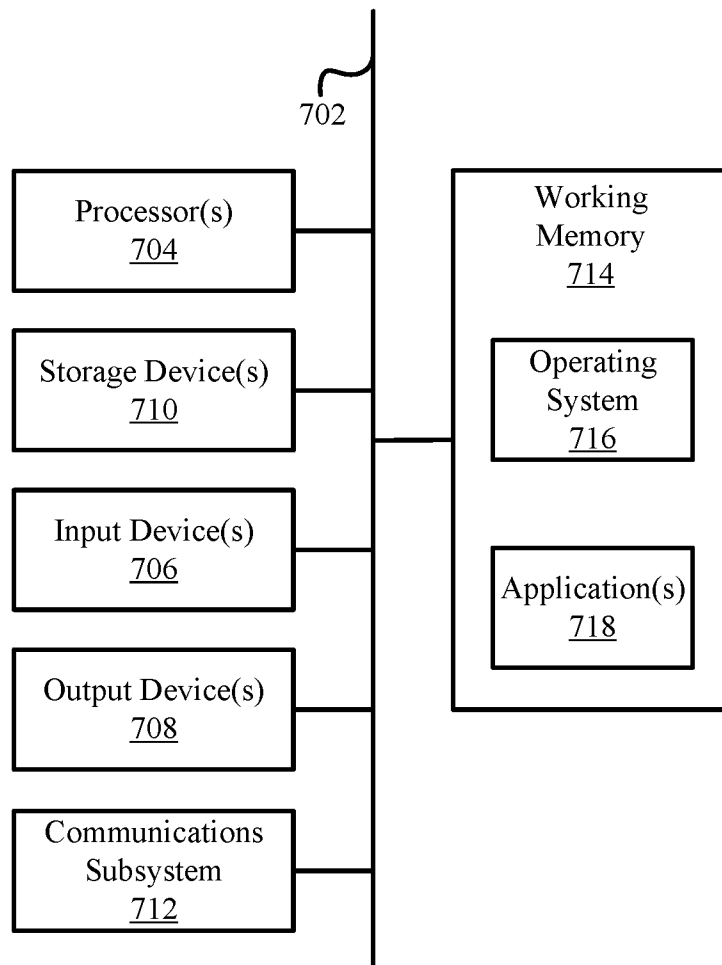 702
Processor(s)
704
Storage Device(s)
710
Input Device(s)
706
Output Device(s)
708
Communications
Subsystem
712
Working
Memory
714
Operating
System
716
Application(s)
718